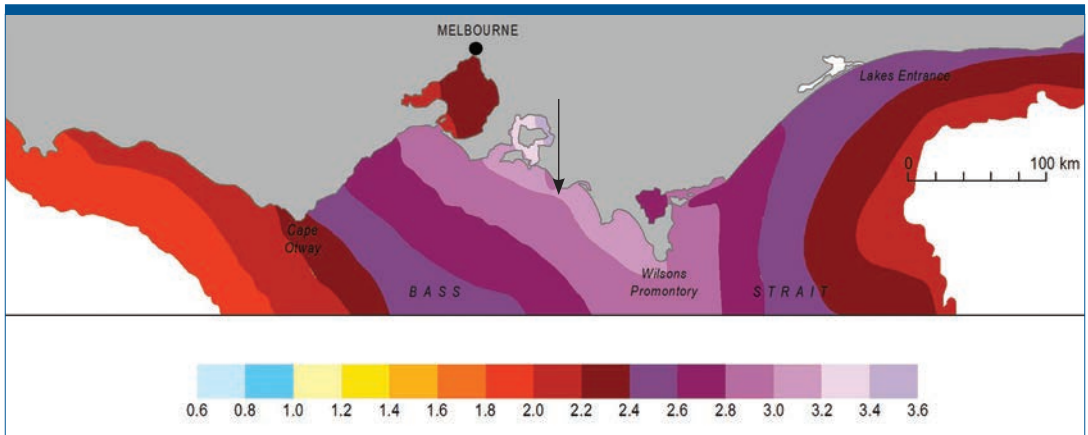 MELBOURNE
Lakes Entrance
0 100 km
Cape
Otway
Wilsons
Promontory
BASS STRAIT
0.6 0.8 1.0 1.2 1.4 1.6 1.8 2.0 2.2 2.4 2.6 2.8 3.0 3.2 3.4 3.6